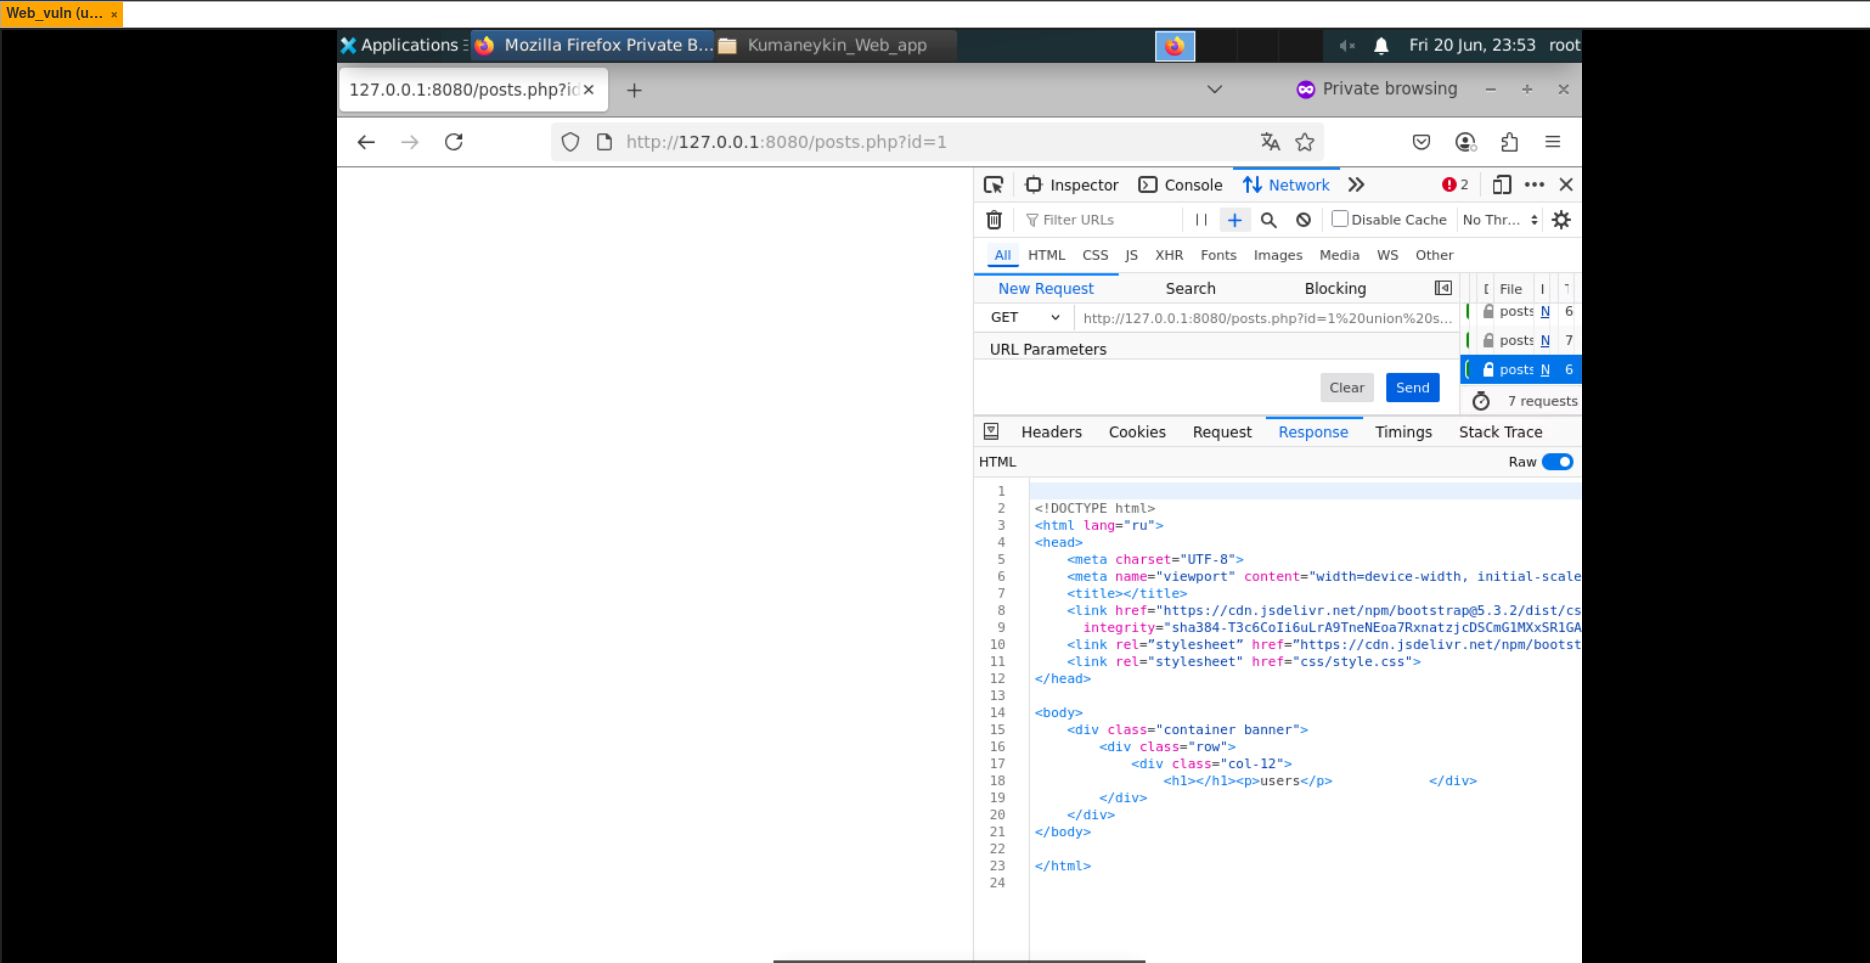 Web_vuln (u... ×
Applications
Mozilla Firefox Private B...
Kumaneykin_Web_app
Fri 20 Jun, 23:53 root
127.0.0.1:8080/posts.php?id
Private browsing
http://127.0.0.1:8080/posts.php?id=1
Inspector Console Network 2
Filter URLs Disable Cache No Thr...
All HTML CSS JS XHR Fonts Images Media WS Other
New Request Search Blocking File
GET http://127.0.0.1:8080/posts.php?id=1%20union%20s...
posts N 6
URL Parameters
posts N 7
posts N 6
Clear Send
7 requests
Headers Cookies Request Response Timings Stack Trace
HTML Raw
1
2 <!DOCTYPE html>
3 <html lang="ru">
4 <head>
5 <meta charset="UTF-8">
6 <meta name="viewport" content="width=device-width, initial-scale
7 <title></title>
8 <link href="https://cdn.jsdelivr.net/npm/bootstrap@5.3.2/dist/cs
9 integrity="sha384-T3c6CoIi6uLrA9TneNEoa7RxnatzjcDSCmG1MXxSR1GA
10 <link rel=”stylesheet” href=”https://cdn.jsdelivr.net/npm/bootst
11 <link rel="stylesheet" href="css/style.css">
12 </head>
13
14 <body>
15 <div class="container banner">
16 <div class="row">
17 <div class="col-12">
18 <h1></h1><p>users</p> </div>
19 </div>
20 </div>
21 </body>
22
23 </html>
24